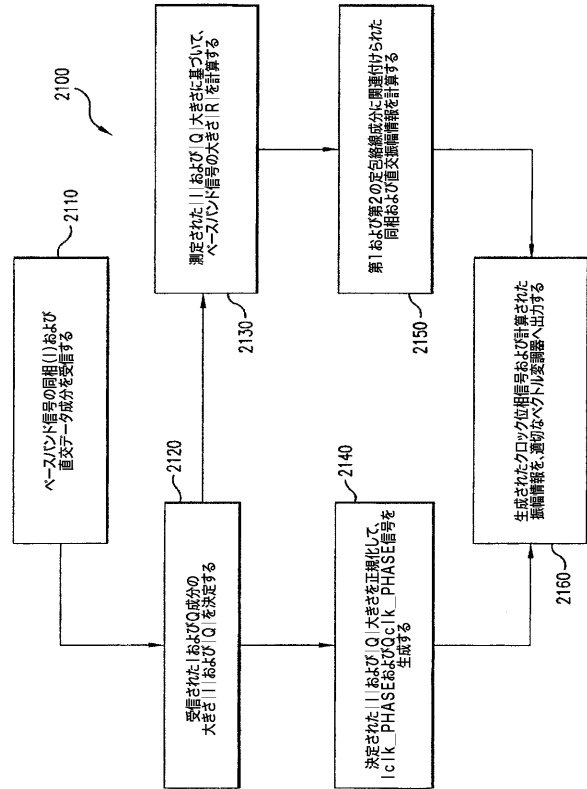 2100
2110
ベースバンド信号の同相(I)および
直交データ成分を受信する
2120
受信されたIおよびQ成分の
大きさ|I|および|Q|を決定する
2130
測定された|I|および|Q|大きさに基づいて、
ベースバンド信号の大きさ|R|を計算する
2140
決定された|I|および|Q|大きさを正規化して、
Iclk_PHASEおよびQclk_PHASE信号を
生成する
2150
第1および第2の定包絡線成分に関連付けられた
同相および直交振幅情報を計算する
2160
生成されたクロック位相信号および計算された
振幅情報を、適切なベクトル変調器へ出力する